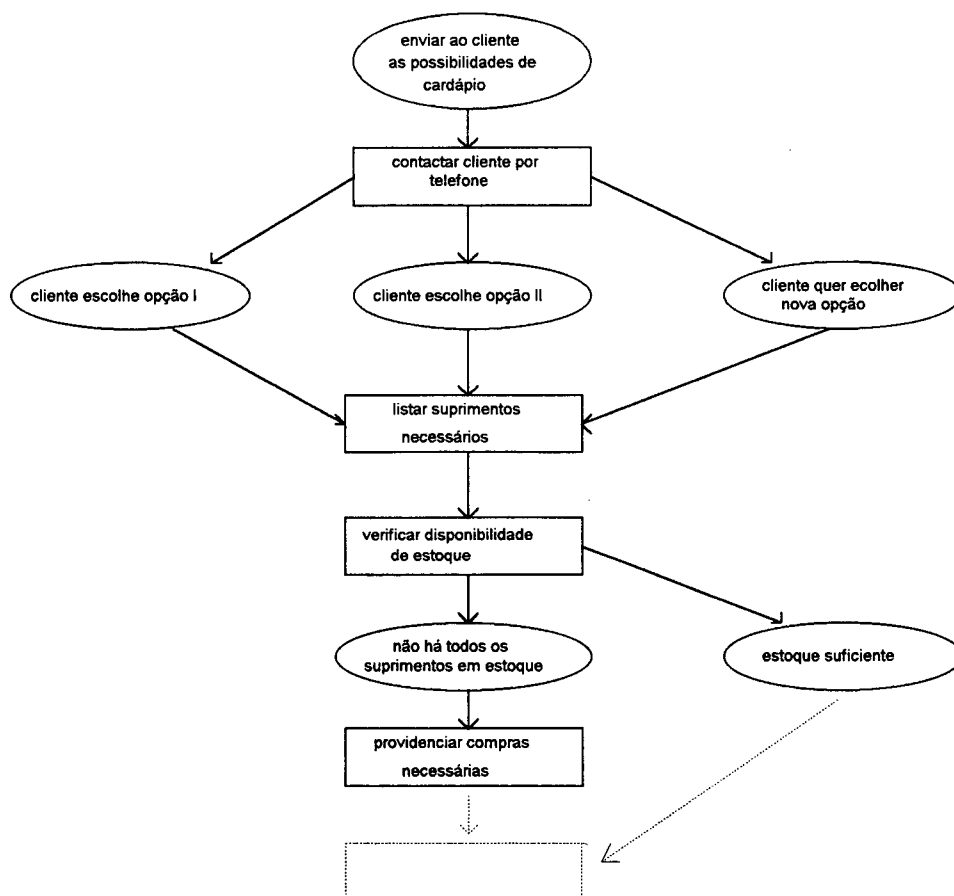 enviar ao cliente
as possibilidades de
cardápio
contactar cliente por
telefone
cliente escolhe opção I
cliente escolhe opção II
cliente quer ecolher
nova opção
listar suprimentos
necessários
verificar disponibilidade
de estoque
não há todos os
suprimentos em estoque
estoque suficiente
providenciar compras
necessárias